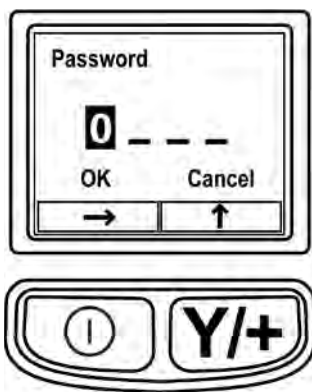 Password
0 _ _ _
OK Cancel
→ ↑
Y/+